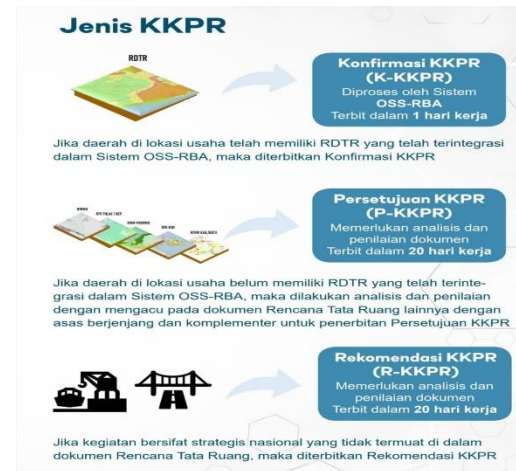 Jenis KKPR
RDTR
Konfirmasi KKPR
(K-KKPR)
Diproses oleh Sistem
OSS-RBA
Terbit dalam 1 hari kerja
Jika daerah di lokasi usaha telah memiliki RDTR yang telah terintegrasi
dalam Sistem OSS-RBA, maka diterbitkan Konfirmasi KKPR
Persetujuan KKPR
(P-KKPR)
Memerlukan analisis dan
penilaian dokumen
Terbit dalam 20 hari kerja
Jika daerah di lokasi usaha belum memiliki RDTR yang telah terinte-
grasi dalam Sistem OSS-RBA, maka dilakukan analisis dan penilaian
dengan mengacu pada dokumen Rencana Tata Ruang lainnya dengan
asas berjenjang dan komplementer untuk penerbitan Persetujuan KKPR
Rekomendasi KKPR
(R-KKPR)
Memerlukan analisis dan
penilaian dokumen
Terbit dalam 20 hari kerja
Jika kegiatan bersifat strategis nasional yang tidak termuat di dalam
dokumen Rencana Tata Ruang, maka diterbitkan Rekomendasi KKPR